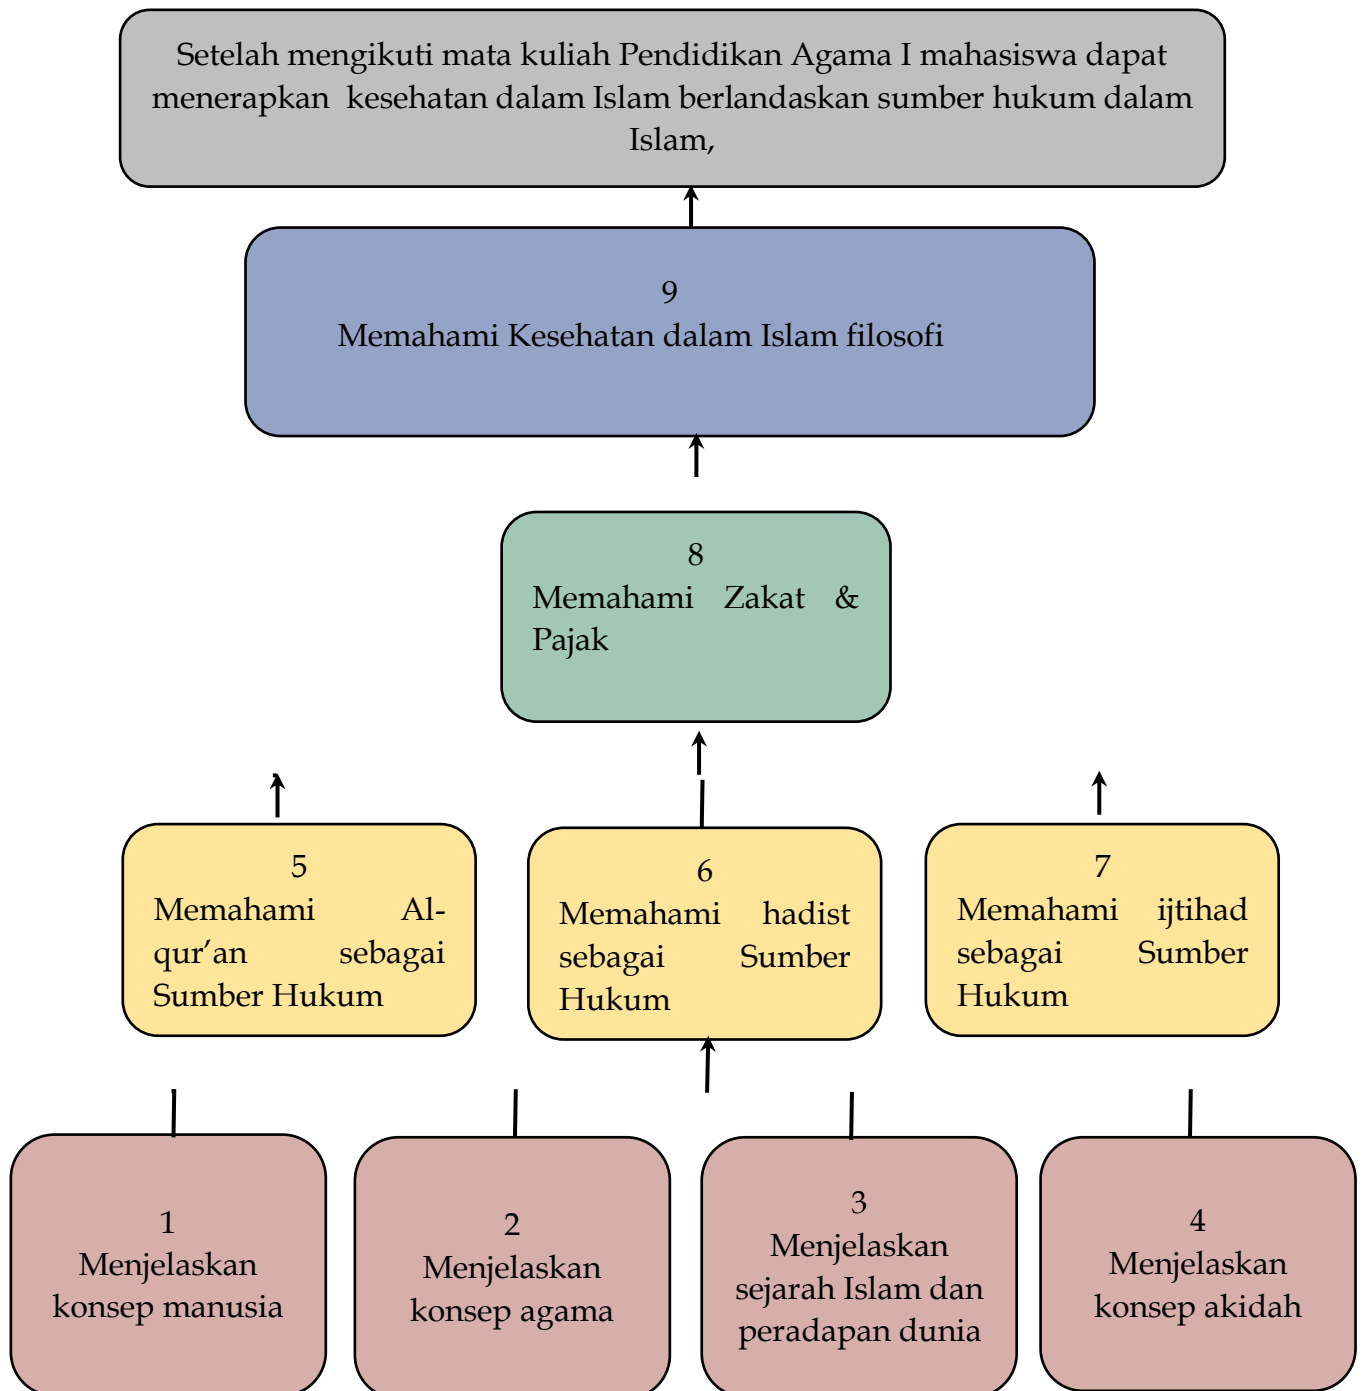 Setelah mengikuti mata kuliah Pendidikan Agama I mahasiswa dapat
menerapkan kesehatan dalam Islam berlandaskan sumber hukum dalam
Islam,
9
Memahami Kesehatan dalam Islam filosofi
8
Memahami Zakat &
Pajak
5
Memahami Al-
qur’an sebagai
Sumber Hukum
6
Memahami hadist
sebagai Sumber
Hukum
7
Memahami ijtihad
sebagai Sumber
Hukum
1
Menjelaskan
konsep manusia
2
Menjelaskan
konsep agama
3
Menjelaskan
sejarah Islam dan
peradapan dunia
4
Menjelaskan
konsep akidah